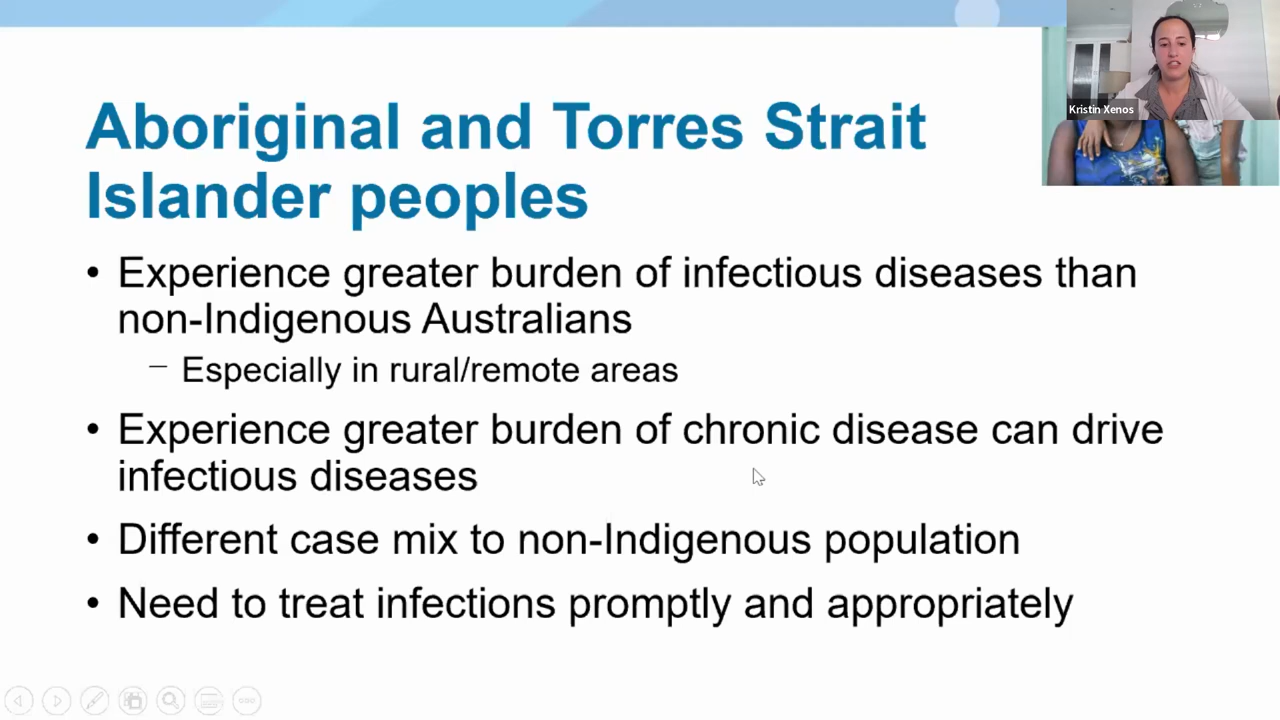 Kristin Xenos
Aboriginal and Torres Strait
Islander peoples
• Experience greater burden of infectious diseases than
non-Indigenous Australians
– Especially in rural/remote areas
• Experience greater burden of chronic disease can drive
infectious diseases
• Different case mix to non-Indigenous population
• Need to treat infections promptly and appropriately